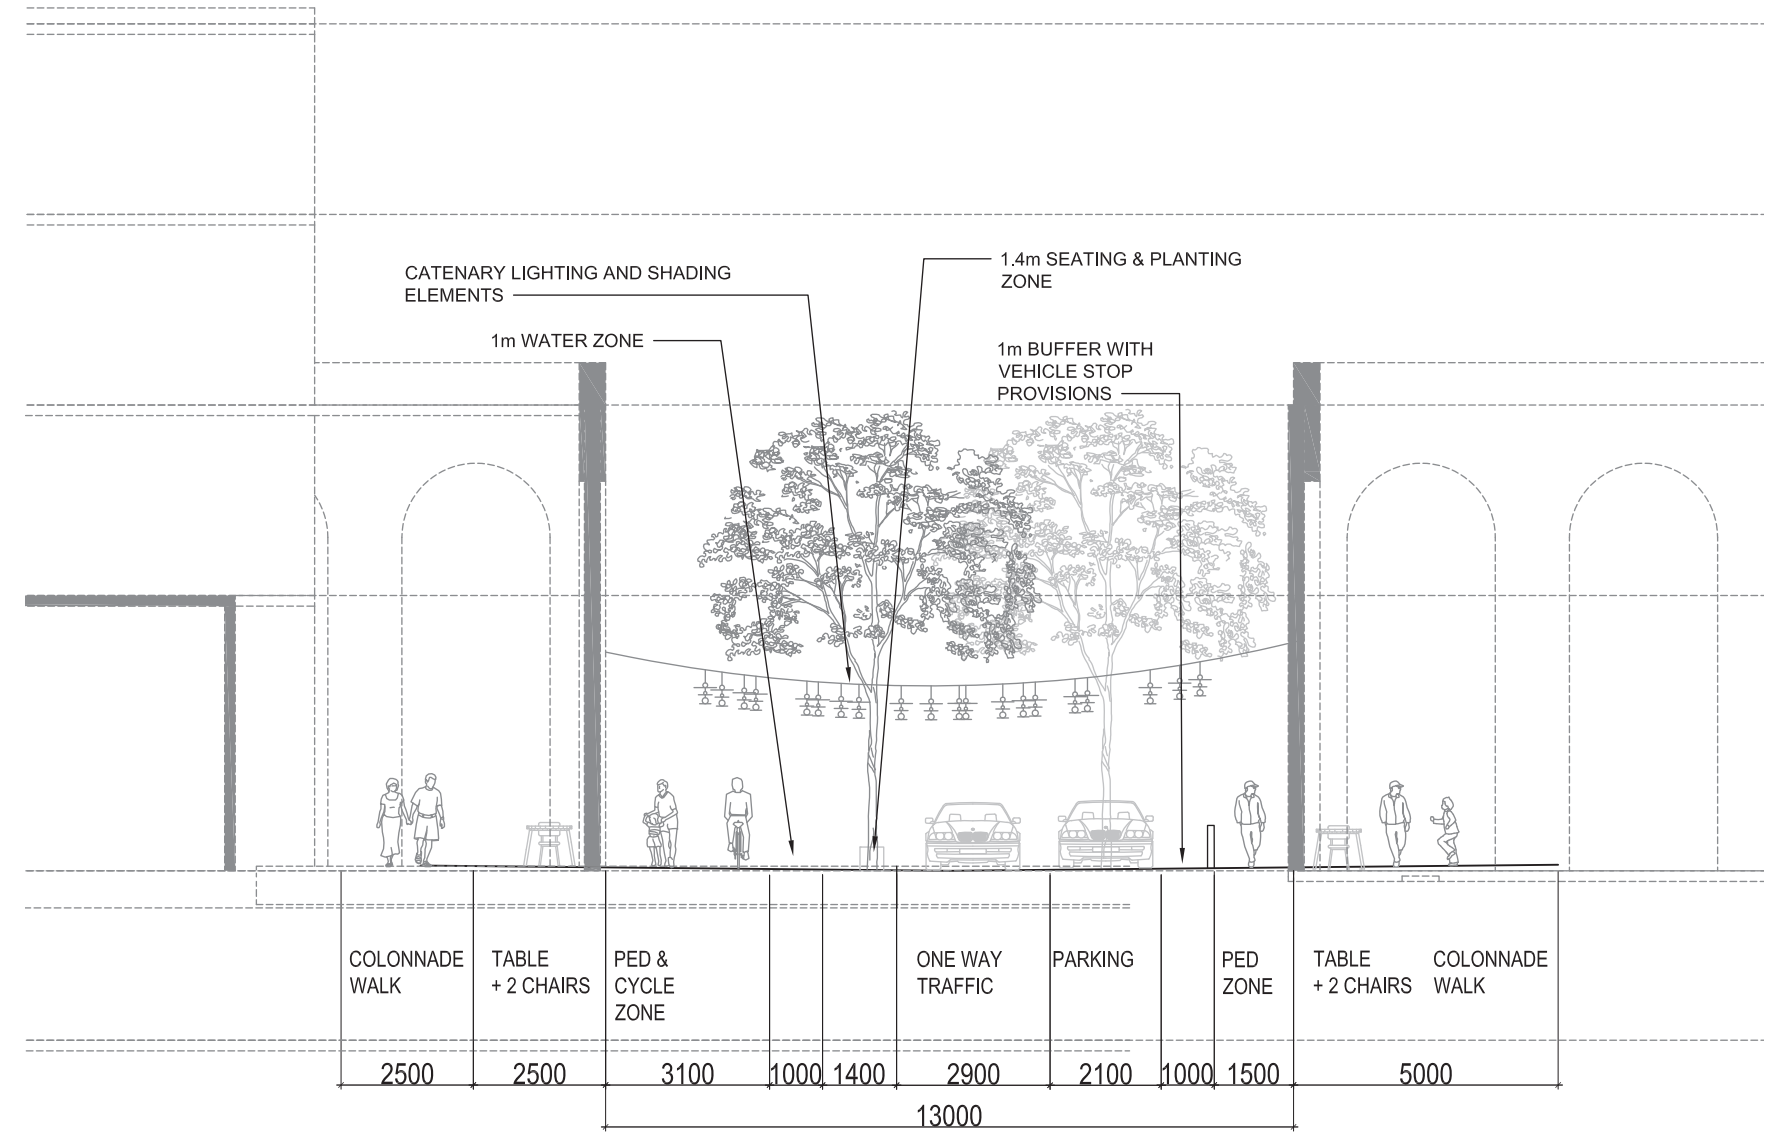 CATENARY LIGHTING AND SHADING
ELEMENTS
1.4m SEATING & PLANTING
ZONE
1m WATER ZONE
1m BUFFER WITH
VEHICLE STOP
PROVISIONS
COLONNADE
WALK
TABLE
+ 2 CHAIRS
PED &
CYCLE
ZONE
ONE WAY
TRAFFIC
PARKING
PED
ZONE
TABLE
+ 2 CHAIRS
COLONNADE
WALK
2500
2500
3100
1000
1400
2900
2100
1000
1500
5000
13000